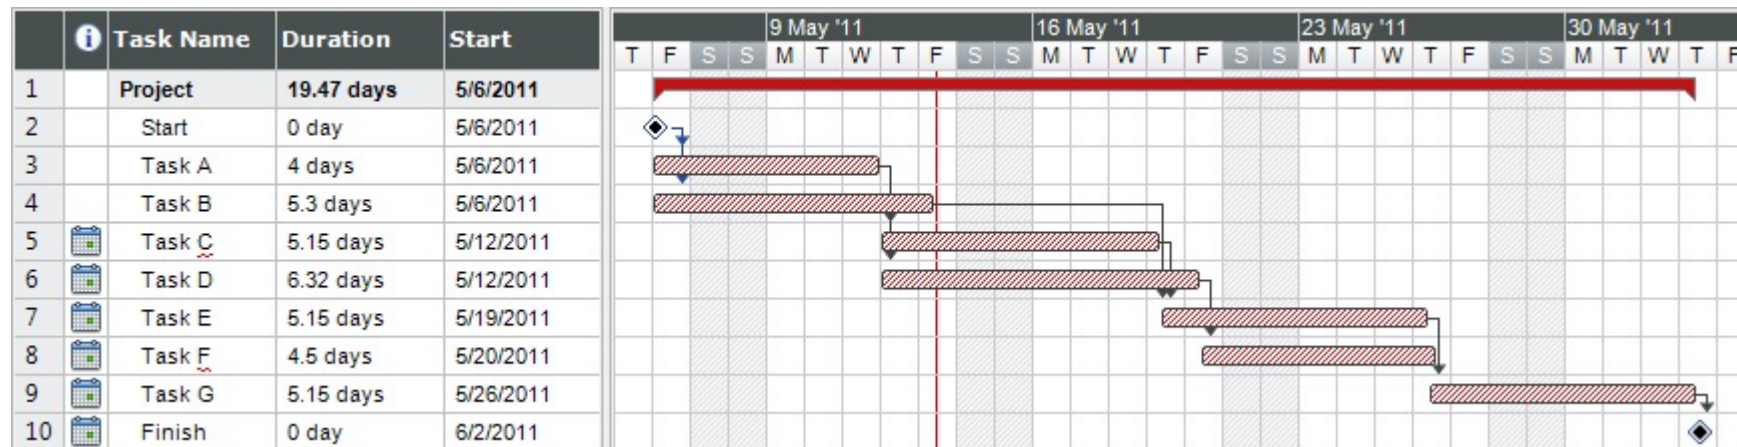 Task Name Duration Start
9 May '11 16 May '11 23 May '11 30 May '11
T F S S M T W T F S S M T W T F S S M T W T F S S M T W T F
1 Project 19.47 days 5/6/2011
2 Start 0 day 5/6/2011
3 Task A 4 days 5/6/2011
4 Task B 5.3 days 5/6/2011
5 Task C 5.15 days 5/12/2011
6 Task D 6.32 days 5/12/2011
7 Task E 5.15 days 5/19/2011
8 Task F 4.5 days 5/20/2011
9 Task G 5.15 days 5/26/2011
10 Finish 0 day 6/2/2011